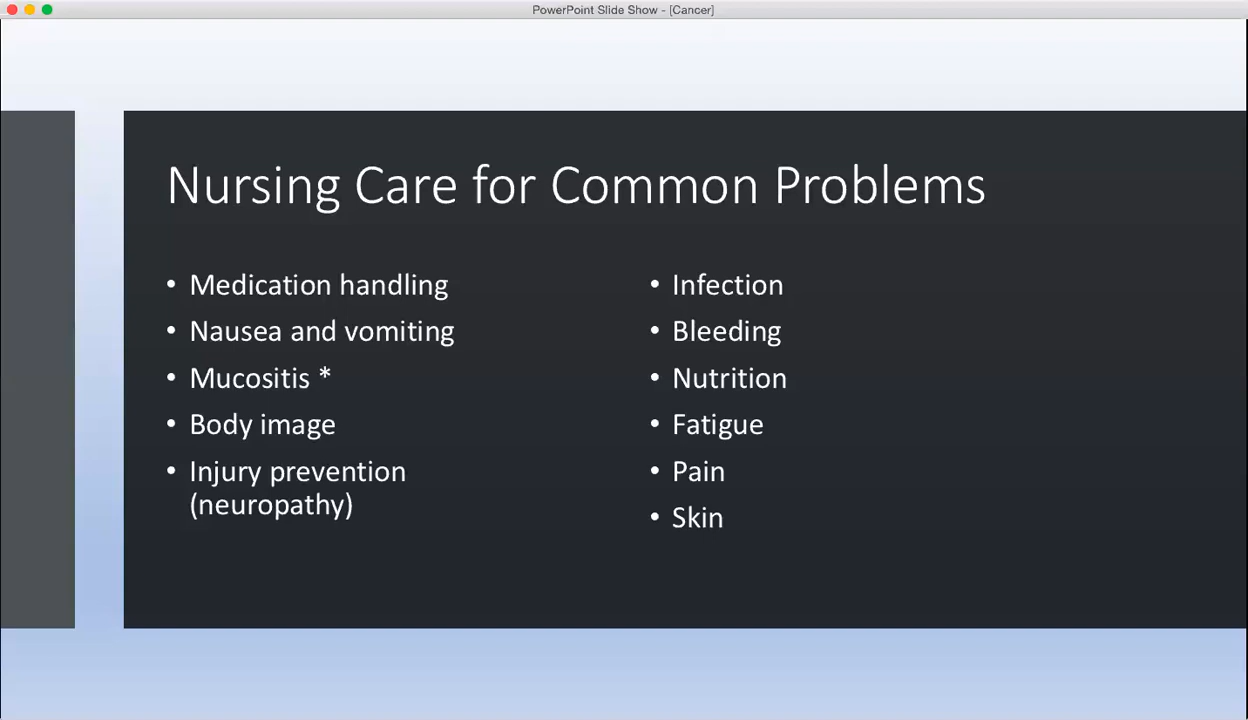 PowerPoint Slide Show - [Cancer]
Nursing Care for Common Problems
• Medication handling
• Nausea and vomiting
• Mucositis *
• Body image
• Injury prevention
(neuropathy)
• Infection
• Bleeding
• Nutrition
• Fatigue
• Pain
• Skin